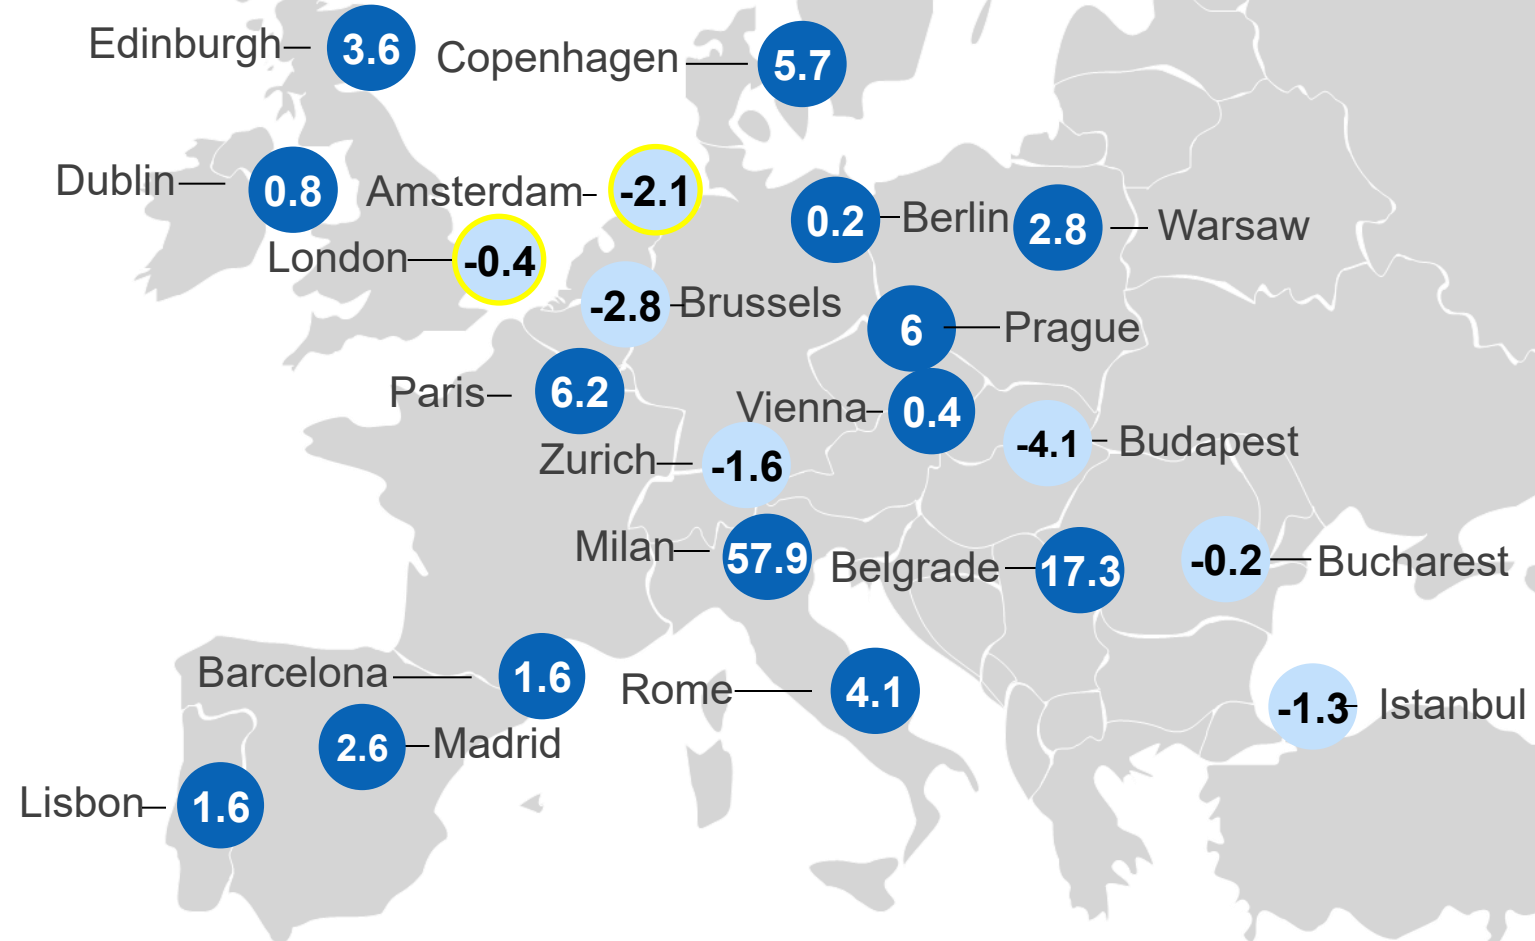 Edinburgh 3.6
Copenhagen 5.7
Dublin 0.8
Amsterdam -2.1
London -0.4
0.2 Berlin
2.8 Warsaw
-2.8 Brussels
6 Prague
Paris 6.2
Vienna 0.4
-4.1 Budapest
Zurich -1.6
Milan 57.9
Belgrade 17.3
-0.2 Bucharest
Barcelona 1.6
Rome 4.1
-1.3 Istanbul
2.6 Madrid
Lisbon 1.6